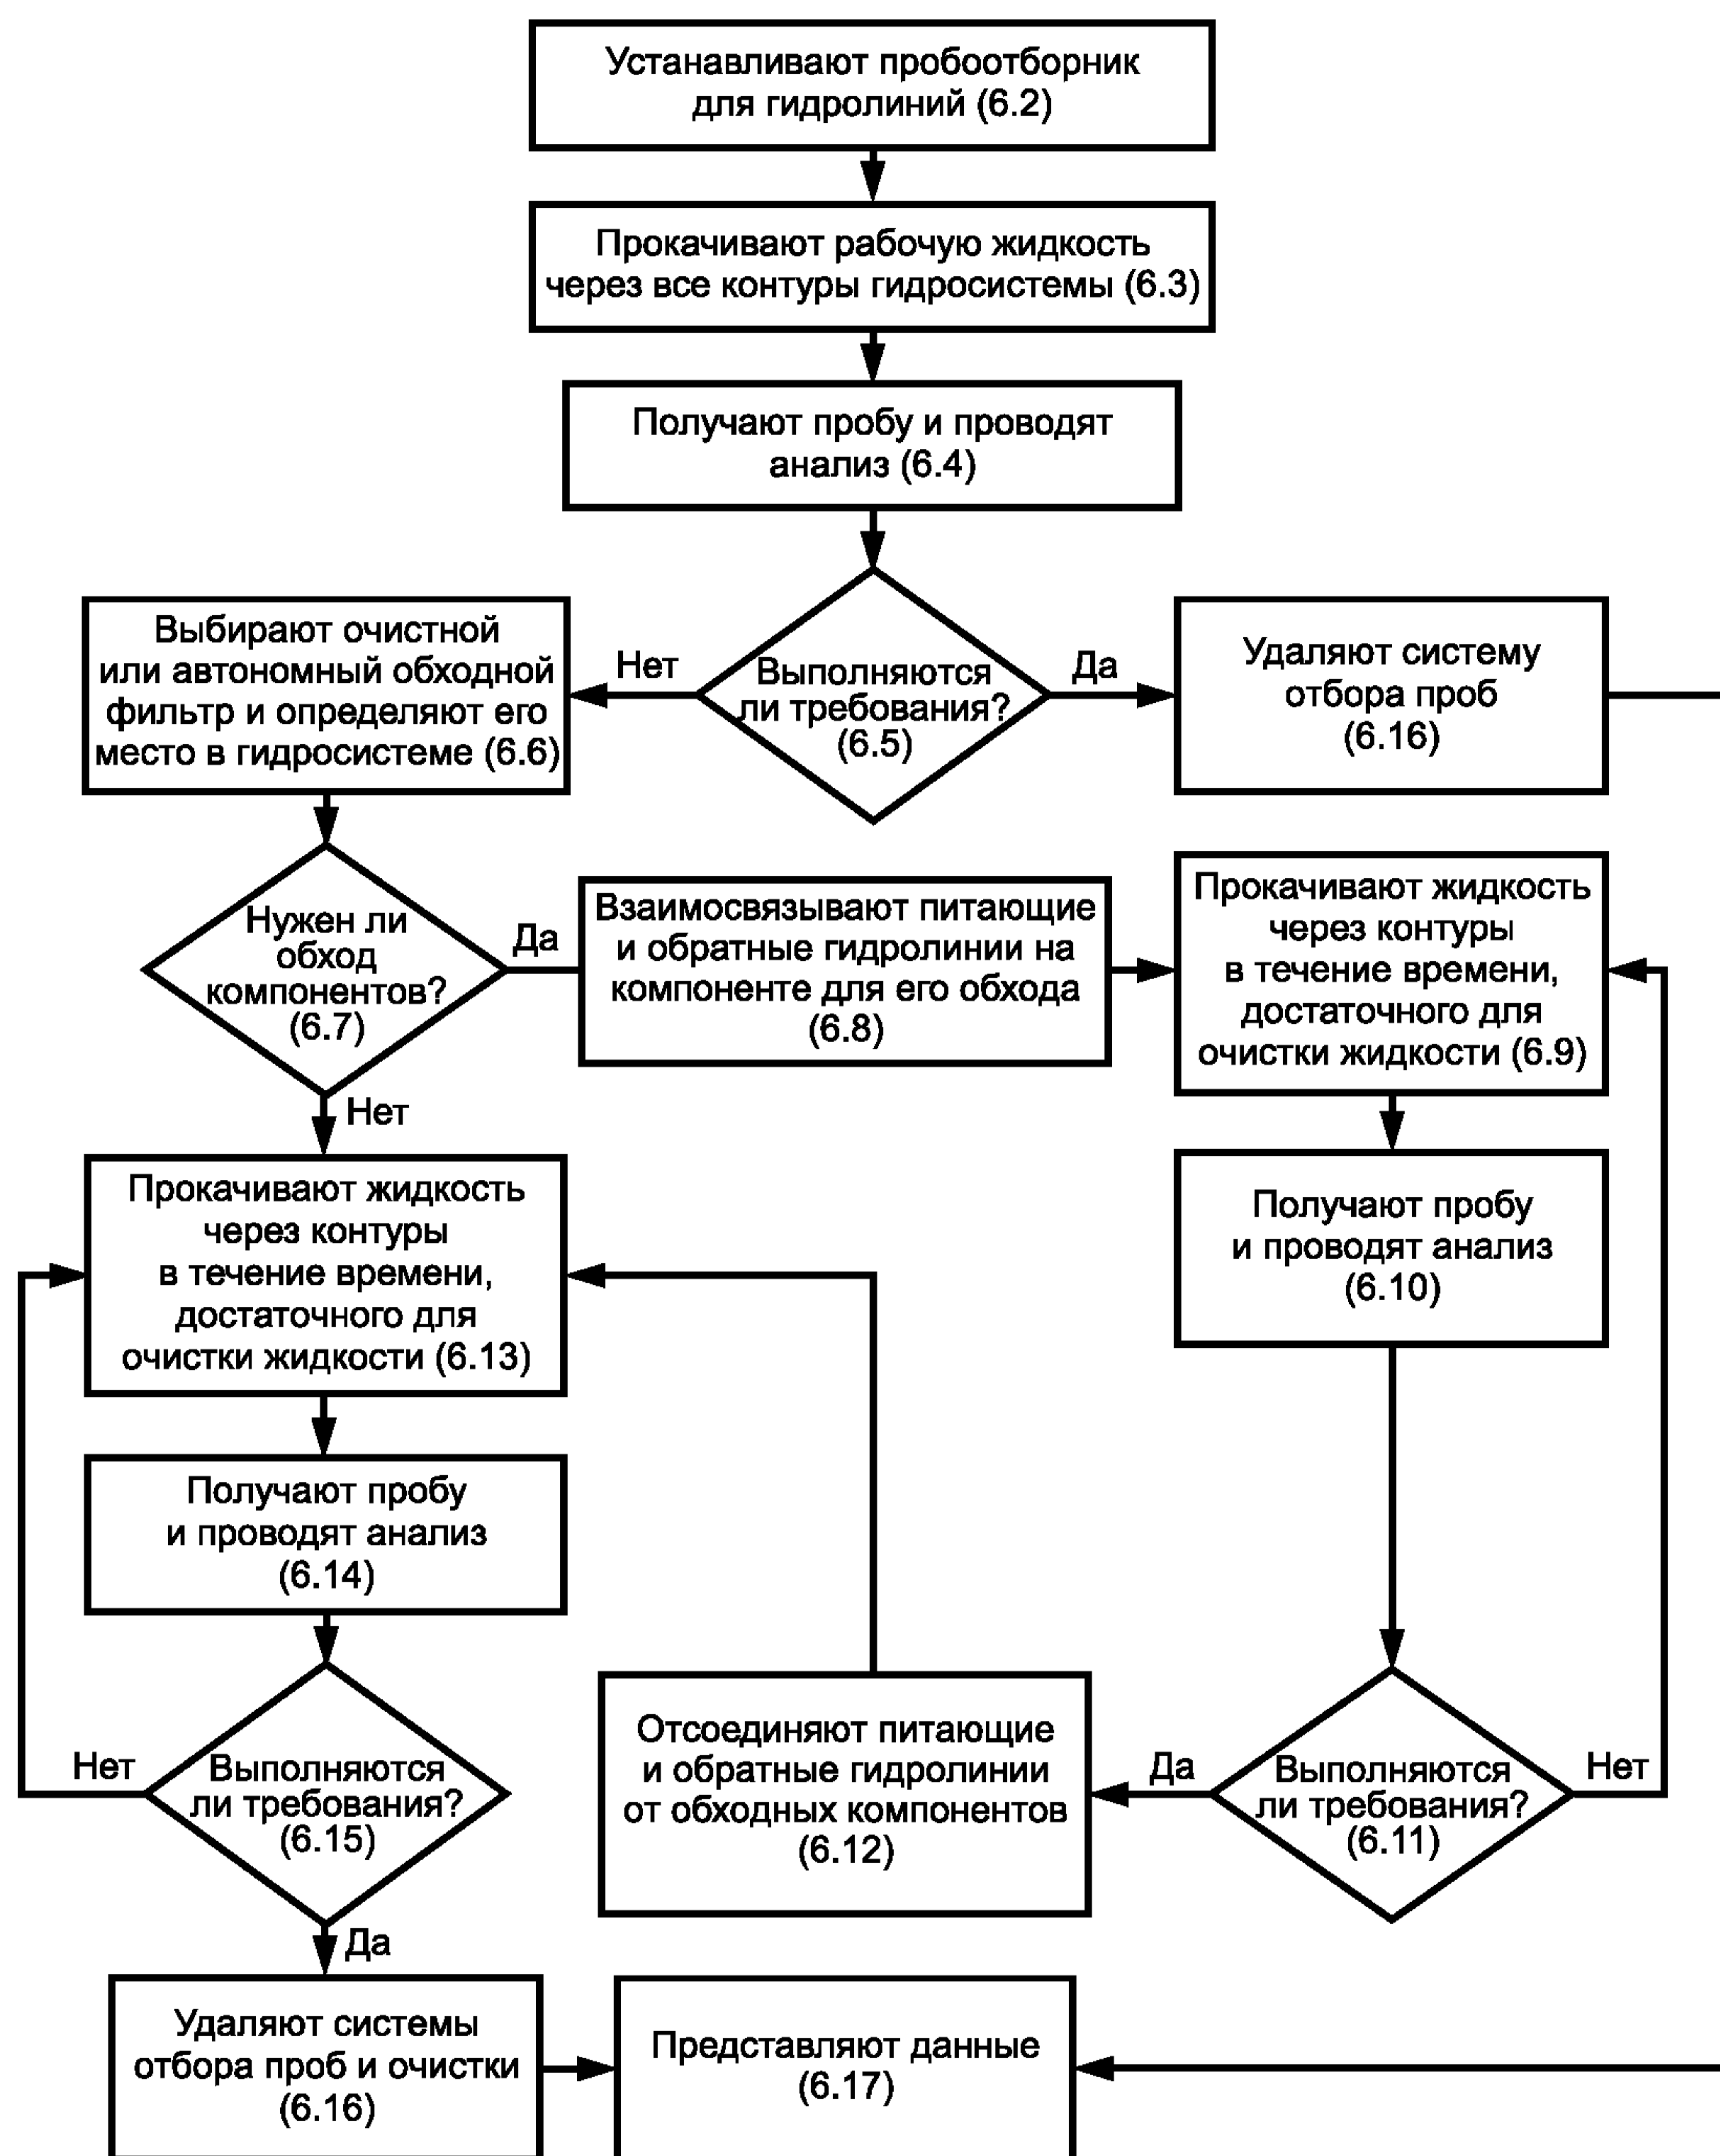 Устанавливают пробоотборник
для гидролиний (6.2)
Прокачивают рабочую жидкость
через все контуры гидросистемы (6.3)
Получают пробу и проводят
анализ (6.4)
Выбирают очистной
или автономный обходной
фильтр и определяют его
место в гидросистеме (6.6)
Нет
Выполняются
ли требования?
(6.5)
Да
Удаляют систему
отбора проб
(6.16)
Нужен ли
обход
компонентов?
(6.7)
Да
Взаимосвязывают питающие
и обратные гидролинии на
компоненте для его обхода
(6.8)
Прокачивают жидкость
через контуры
в течение времени,
достаточного для
очистки жидкости (6.9)
Нет
Прокачивают жидкость
через контуры
в течение времени,
достаточного для
очистки жидкости (6.13)
Получают пробу
и проводят анализ
(6.10)
Получают пробу
и проводят анализ
(6.14)
Нет
Выполняются
ли требования?
(6.15)
Отсоединяют питающие
и обратные гидролинии
от обходных компонентов
(6.12)
Да
Выполняются
ли требования?
(6.11)
Нет
Да
Удаляют системы
отбора проб и очистки
(6.16)
Представляют данные
(6.17)